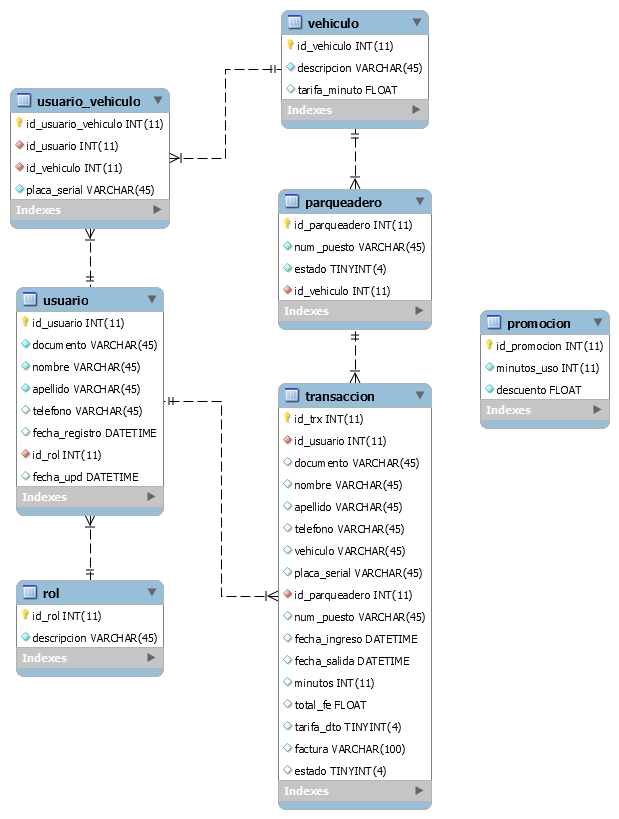 vehiculo
id_vehiculo INT(11)
descripcion VARCHAR(45)
tarifa_minuto FLOAT
Indexes
usuario_vehiculo
id_usuario_vehiculo INT(11)
id_usuario INT(11)
id_vehiculo INT(11)
placa_serial VARCHAR(45)
Indexes
parqueadero
id_parqueadero INT(11)
num_puesto VARCHAR(45)
estado TINYINT(4)
id_vehiculo INT(11)
Indexes
usuario
id_usuario INT(11)
documento VARCHAR(45)
nombre VARCHAR(45)
apellido VARCHAR(45)
telefono VARCHAR(45)
fecha_registro DATETIME
id_rol INT(11)
fecha_upd DATETIME
Indexes
promocion
id_promocion INT(11)
minutos_uso INT(11)
descuento FLOAT
Indexes
transaccion
id_trx INT(11)
id_usuario INT(11)
documento VARCHAR(45)
nombre VARCHAR(45)
apellido VARCHAR(45)
telefono VARCHAR(45)
vehiculo VARCHAR(45)
placa_serial VARCHAR(45)
id_parqueadero INT(11)
num_puesto VARCHAR(45)
fecha_ingreso DATETIME
fecha_salida DATETIME
minutos INT(11)
total_fe FLOAT
tarifa_dto TINYINT(4)
factura VARCHAR(100)
estado TINYINT(4)
Indexes
rol
id_rol INT(11)
descripcion VARCHAR(45)
Indexes